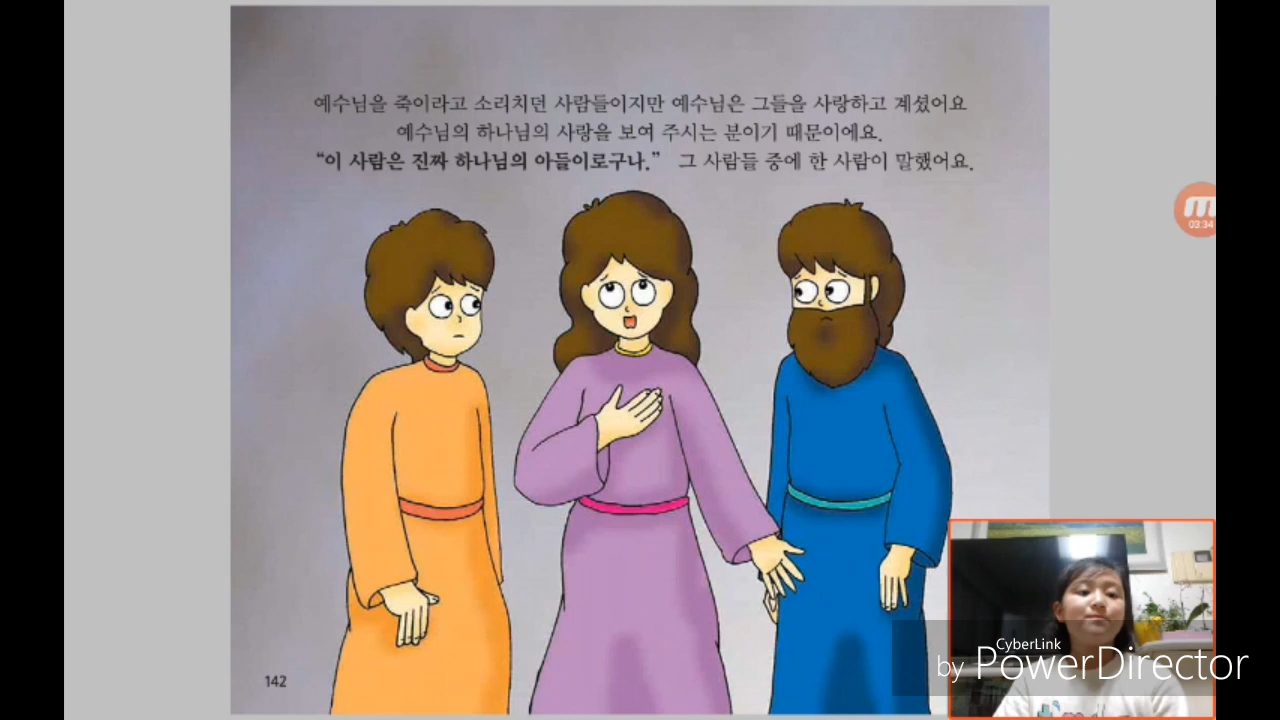 예수님을 죽이라고 소리치던 사람들이지만 예수님은 그들을 사랑하고 계셨어요
예수님의 하나님의 사랑을 보여 주시는 분이기 때문이에요.
“이 사람은 진짜 하나님의 아들이로구나.” 그 사람들 중에 한 사람이 말했어요.
03:34
142
CyberLink
by PowerDirector